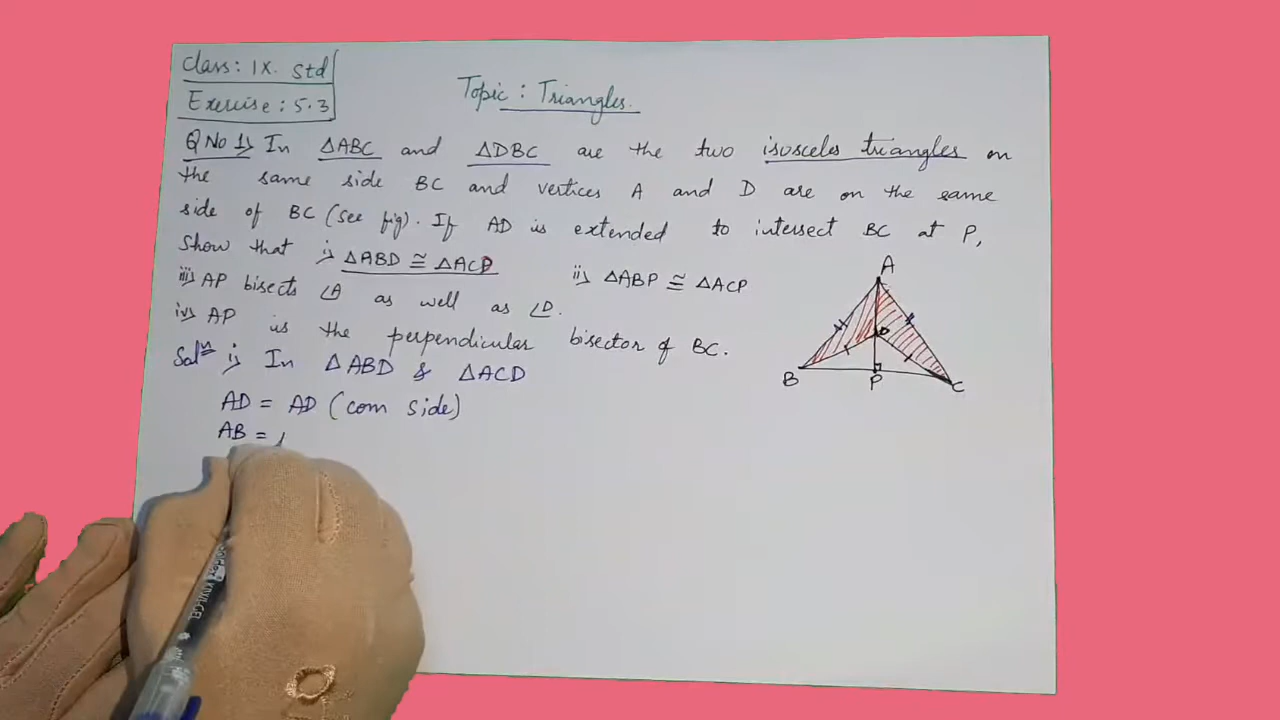 Class: IX. Std
Exercise: 5.3
Topic: Triangles.
Q No 1) In ΔABC and ΔDBC are the two isosceles triangles on
the same side BC and vertices A and D are on the same
side of BC (See fig). If AD is extended to intersect BC at P,
Show that i) ΔABD ≅ ΔACD ii) ΔABP ≅ ΔACP
iii) AP bisects ∠A as well as ∠D.
iv) AP is the perpendicular bisector of BC.
Solⁿ i) In ΔABD & ΔACD
AD = AD (com side)
AB =
A
D
B
P
C